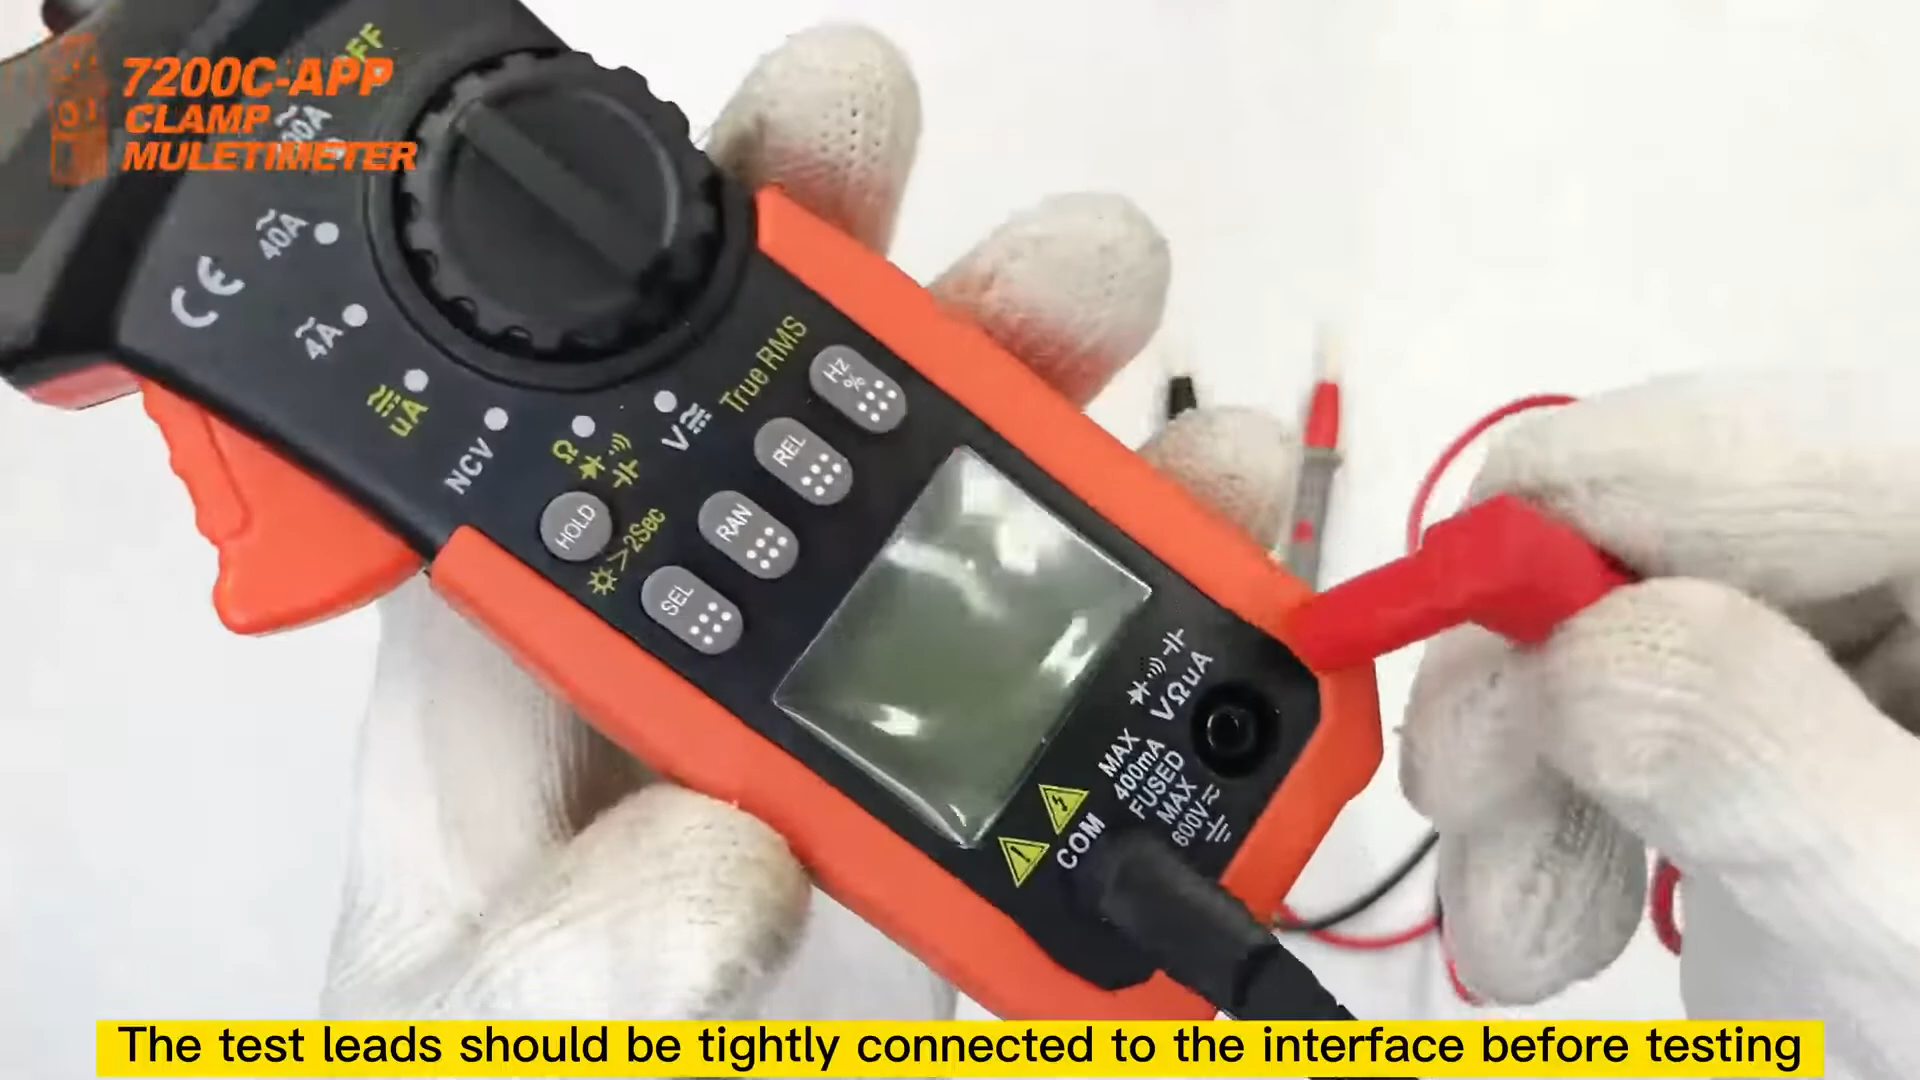 7200C-APP
CLAMP
MULETIMETER
40A
4A
uA
NCV
Ω
V
True RMS
Hz
%
REL
RAN
HOLD
>2Sec
SEL
VΩuA
MAX
400mA
FUSED
MAX
600V
COM
CE
The test leads should be tightly connected to the interface before testing